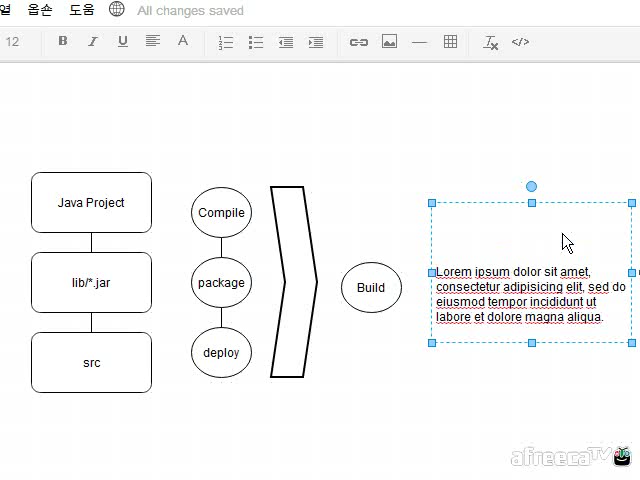 열 옵손 도움 All changes saved
12 B I U A
Java Project
lib/*.jar
src
Compile
package
deploy
Build
Lorem ipsum dolor sit amet,
consectetur adipisicing elit, sed do
eiusmod tempor incididunt ut
labore et dolore magna aliqua.
afreecaTV